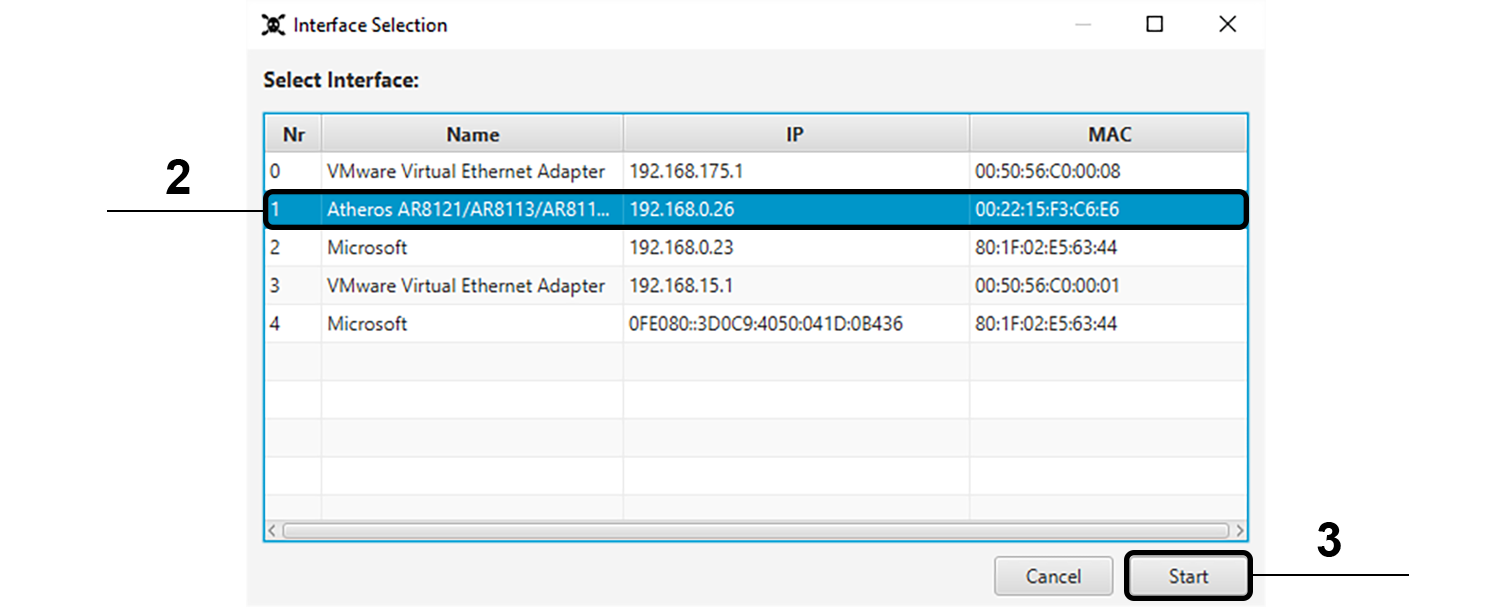 Interface Selection
Select Interface:
Nr Name IP MAC
0 VMware Virtual Ethernet Adapter 192.168.175.1 00:50:56:C0:00:08
2
1 Atheros AR8121/AR8113/AR811... 192.168.0.26 00:22:15:F3:C6:E6
2 Microsoft 192.168.0.23 80:1F:02:E5:63:44
3 VMware Virtual Ethernet Adapter 192.168.15.1 00:50:56:C0:00:01
4 Microsoft 0FE080::3D0C9:4050:041D:0B436 80:1F:02:E5:63:44
3
Cancel Start